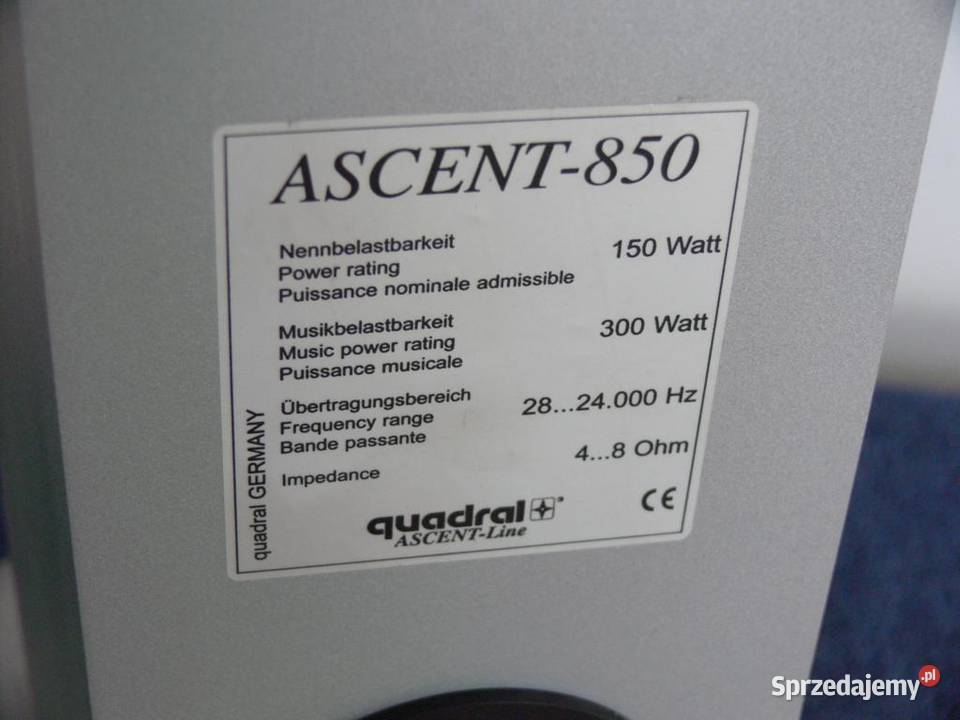 ASCENT-850
Nennbelastbarkeit
Power rating 150 Watt
Puissance nominale admissible
Musikbelastbarkeit
Music power rating 300 Watt
Puissance musicale
Übertragungsbereich
Frequency range 28...24.000 Hz
Bande passante
Impedance 4...8 Ohm
quadral
ASCENT-Line
CE
quadral GERMANY
Sprzedajemy.pl